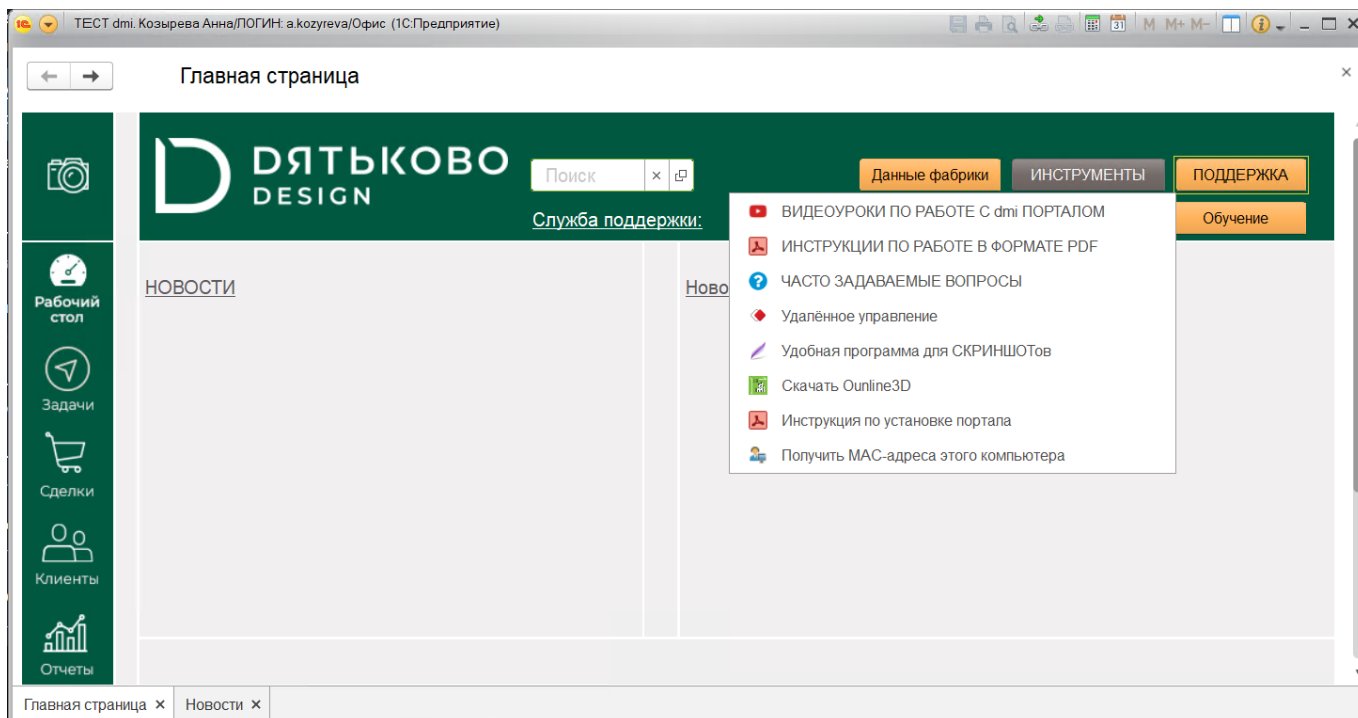 ТЕСТ dmi. Козырева Анна/ЛОГИН: a.kozyreva/Офис (1С:Предприятие)
31 M M+ M-
Главная страница
DЯТЬКОВО
DESIGN
Поиск
Данные фабрики
ИНСТРУМЕНТЫ
ПОДДЕРЖКА
Служба поддержки:
Обучение
ВИДЕОУРОКИ ПО РАБОТЕ С dmi ПОРТАЛОМ
ИНСТРУКЦИИ ПО РАБОТЕ В ФОРМАТЕ PDF
ЧАСТО ЗАДАВАЕМЫЕ ВОПРОСЫ
Удалённое управление
Удобная программа для СКРИНШОТов
Скачать Ounline3D
Инструкция по установке портала
Получить MAC-адреса этого компьютера
НОВОСТИ
Ново
Рабочий
стол
Задачи
Сделки
Клиенты
Отчеты
Главная страница
Новости